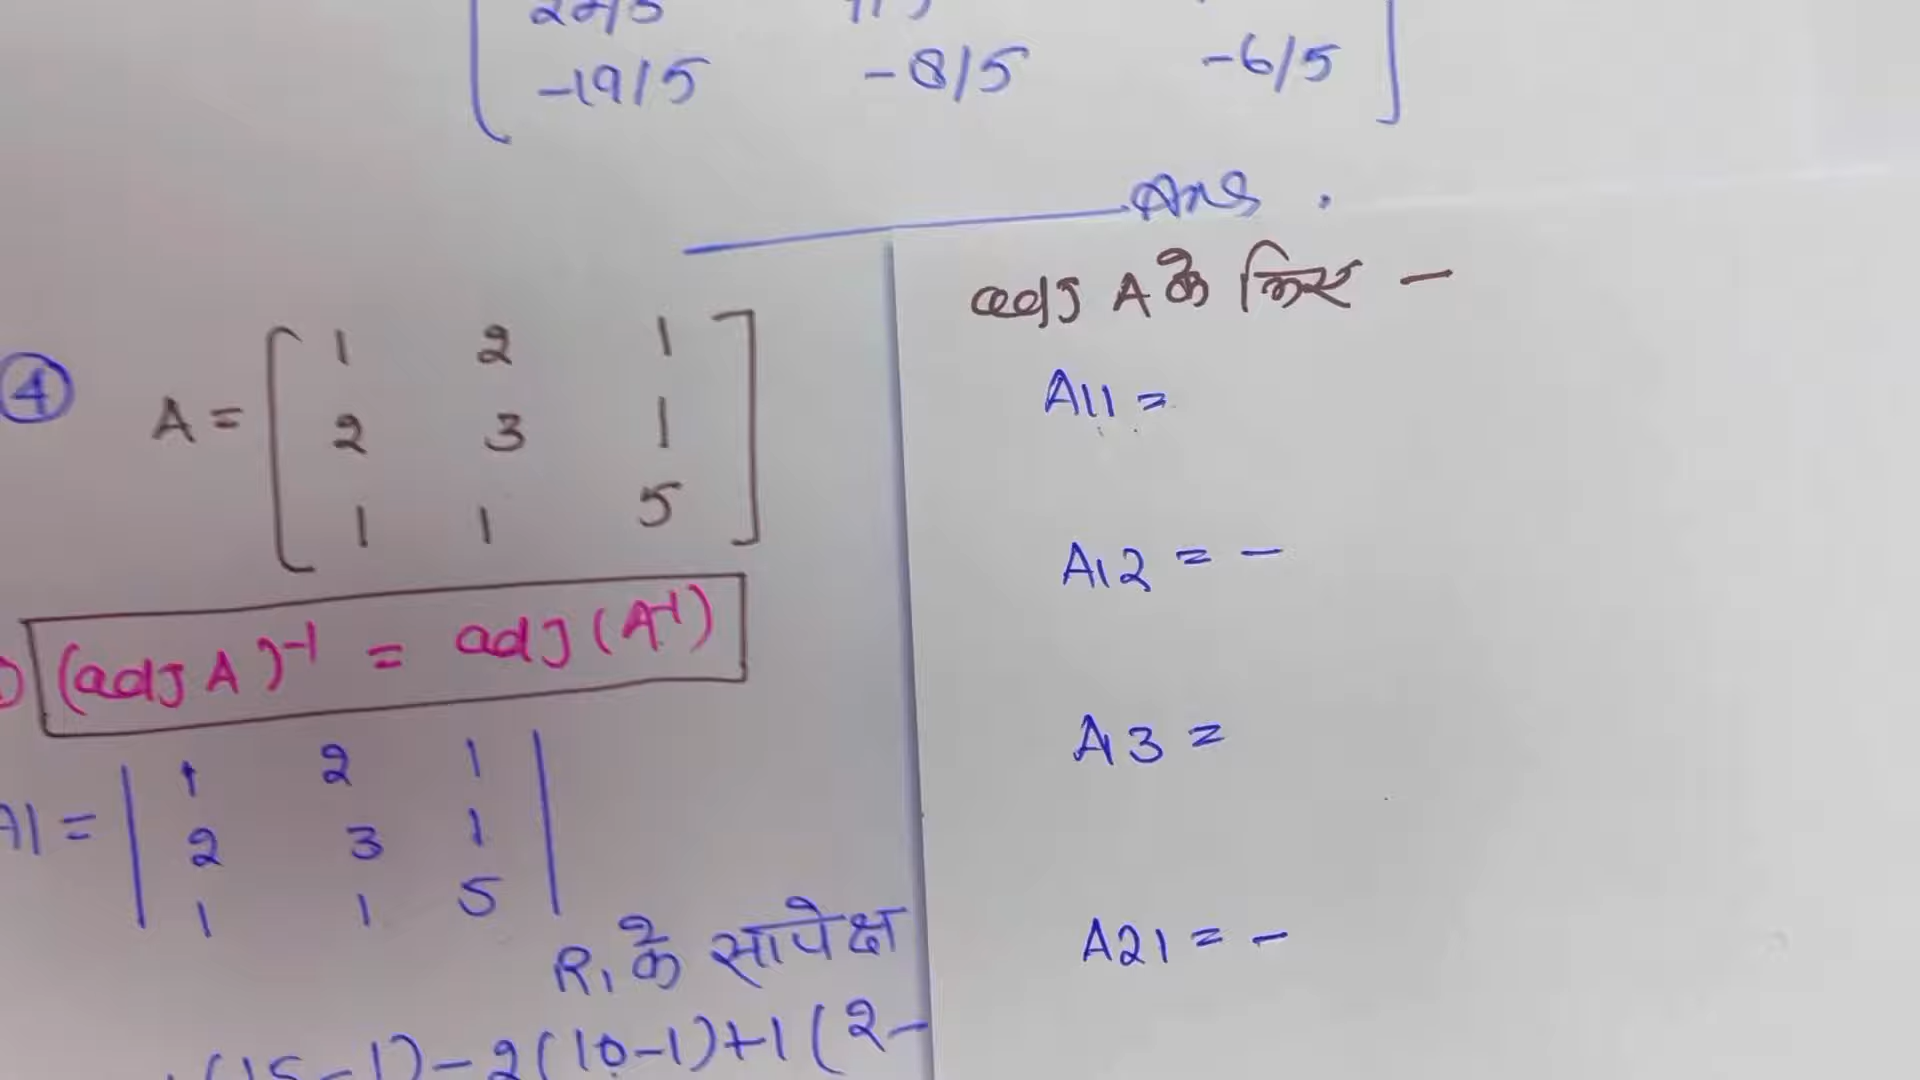 -19/5 -8/5 -6/5
Ans.
④ A = [ 1 2 1
2 3 1
1 1 5 ]
(adj A)⁻¹ = adj (A⁻¹)
A| = | 1 2 1
2 3 1
1 1 5 |
R₁ के सापेक्ष
(15-1)-2(10-1)+1(2-
adj A के लिए -
A11 =
A12 = -
A13 =
A21 = -